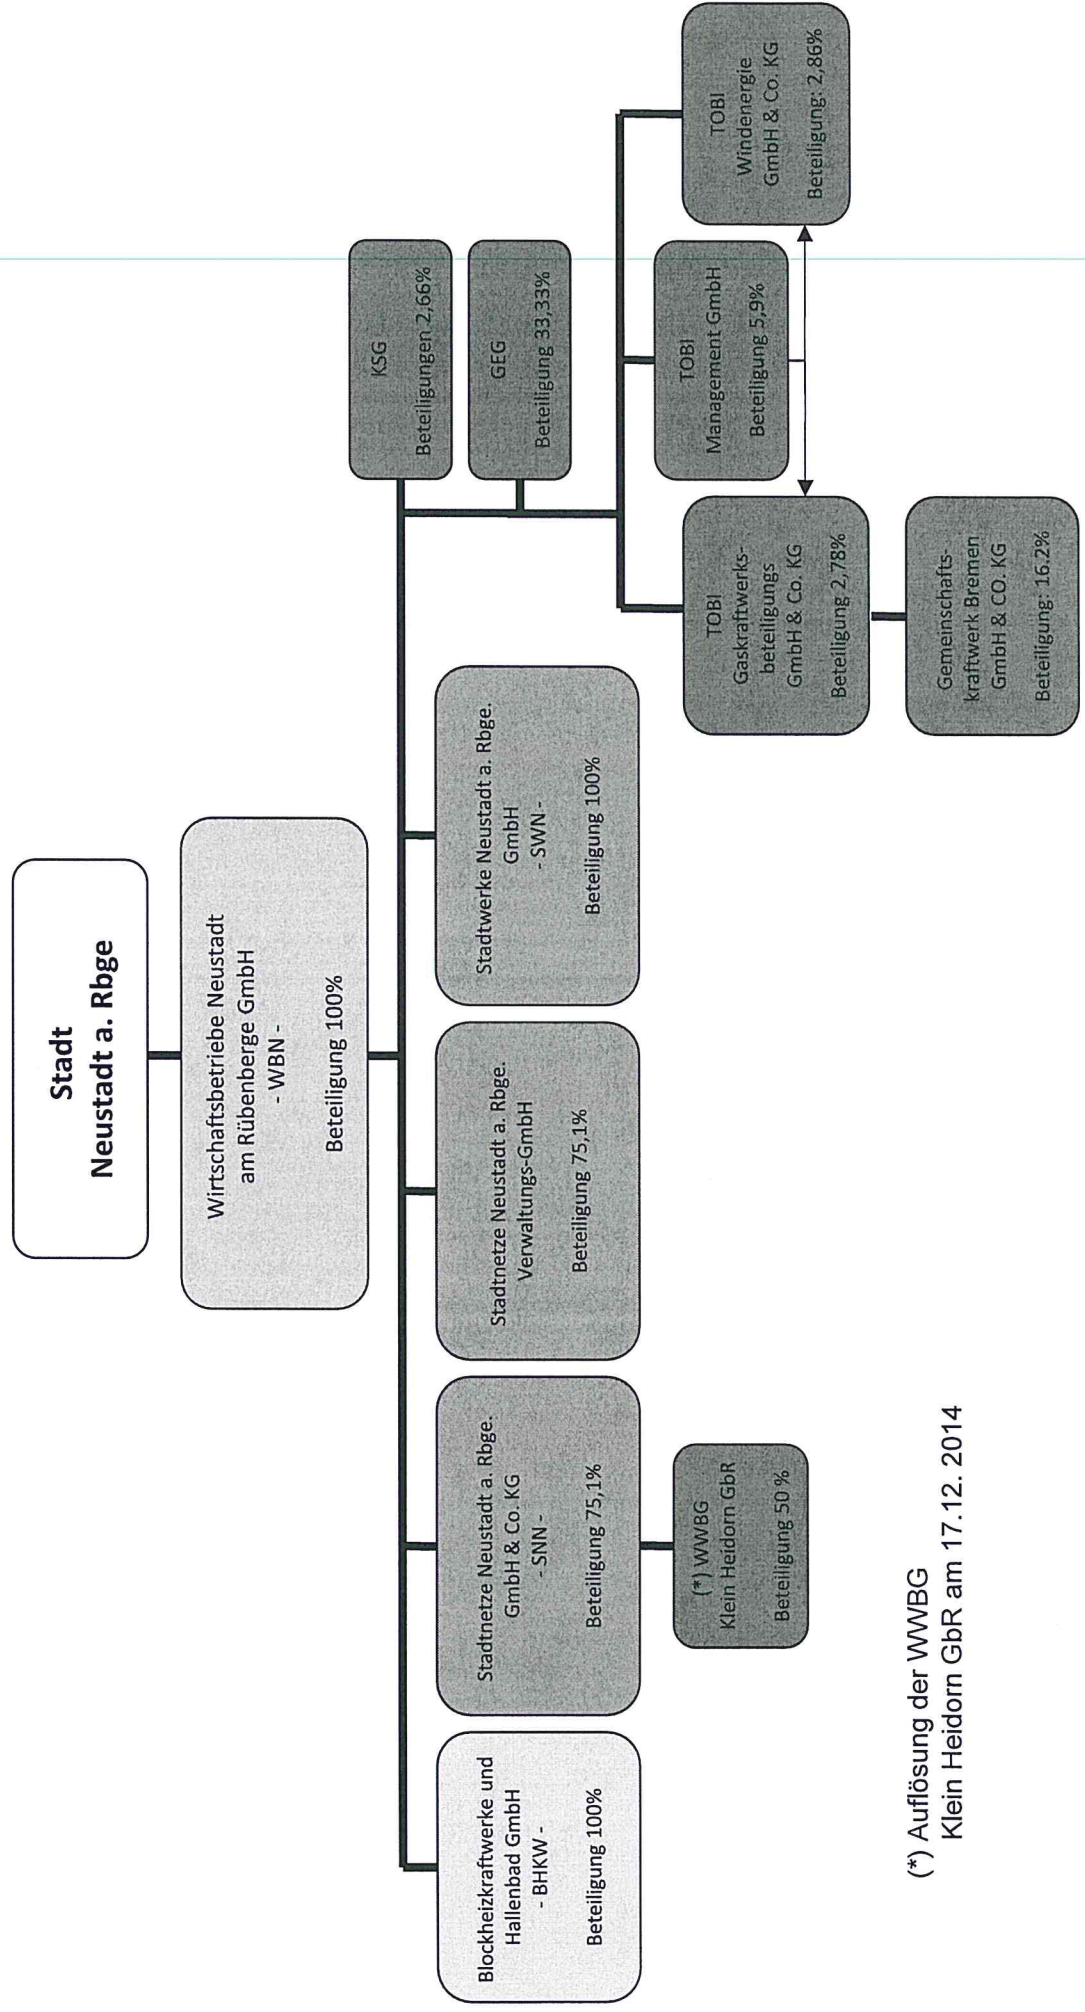 Stadt
Neustadt a. Rbge
Wirtschaftsbetriebe Neustadt
am Rübenberge GmbH
- WBN -
Beteiligung 100%
Blockheizkraftwerke und
Hallenbad GmbH
- BHKW -
Beteiligung 100%
Stadtnetze Neustadt a. Rbge.
GmbH & Co. KG
- SNN -
Beteiligung 75,1%
(*) WWBG
Klein Heidorn GbR
Beteiligung 50 %
Stadtnetze Neustadt a. Rbge.
Verwaltungs-GmbH
Beteiligung 75,1%
Stadtwerke Neustadt a. Rbge.
GmbH
- SWN -
Beteiligung 100%
KSG
Beteiligungen 2,66%
GEG
Beteiligung 33,33%
TOBI
Gaskraftwerks-
beteiligungs
GmbH & Co. KG
Beteiligung 2,78%
TOBI
Management GmbH
Beteiligung 5,9%
TOBI
Windenergie
GmbH & Co. KG
Beteiligung: 2,86%
Gemeinschafts-
kraftwerk Bremen
GmbH & CO. KG
Beteiligung: 16.2%
(*) Auflösung der WWBG
Klein Heidorn GbR am 17.12. 2014